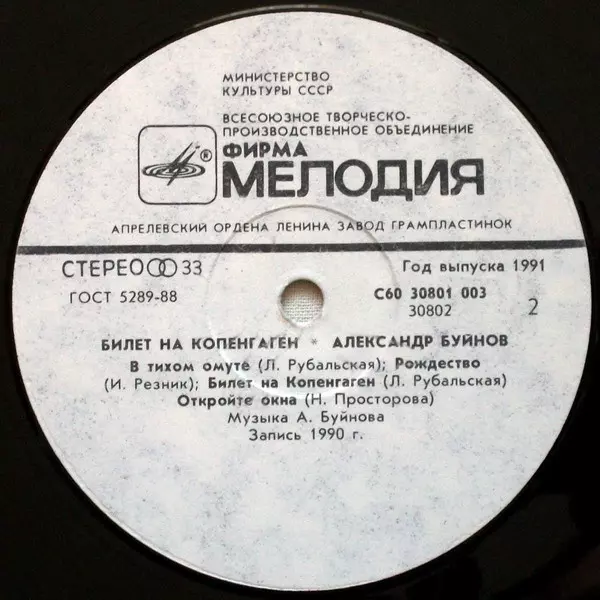 МИНИСТЕРСТВО
КУЛЬТУРЫ СССР
ВСЕСОЮЗНОЕ ТВОРЧЕСКО-
ПРОИЗВОДСТВЕННОЕ ОБЪЕДИНЕНИЕ
ФИРМА
® МЕЛОДИЯ
АПРЕЛЕВСКИЙ ОРДЕНА ЛЕНИНА ЗАВОД ГРАМПЛАСТИНОК
СТЕРЕО 33 Год выпуска 1991
ГОСТ 5289-88 С60 30801 003
30802 2
БИЛЕТ НА КОПЕНГАГЕН * АЛЕКСАНДР БУЙНОВ
В тихом омуте (Л. Рубальская); Рождество
(И. Резник); Билет на Копенгаген (Л. Рубальская)
Откройте окна (Н. Просторова)
Музыка А. Буйнова
Запись 1990 г.